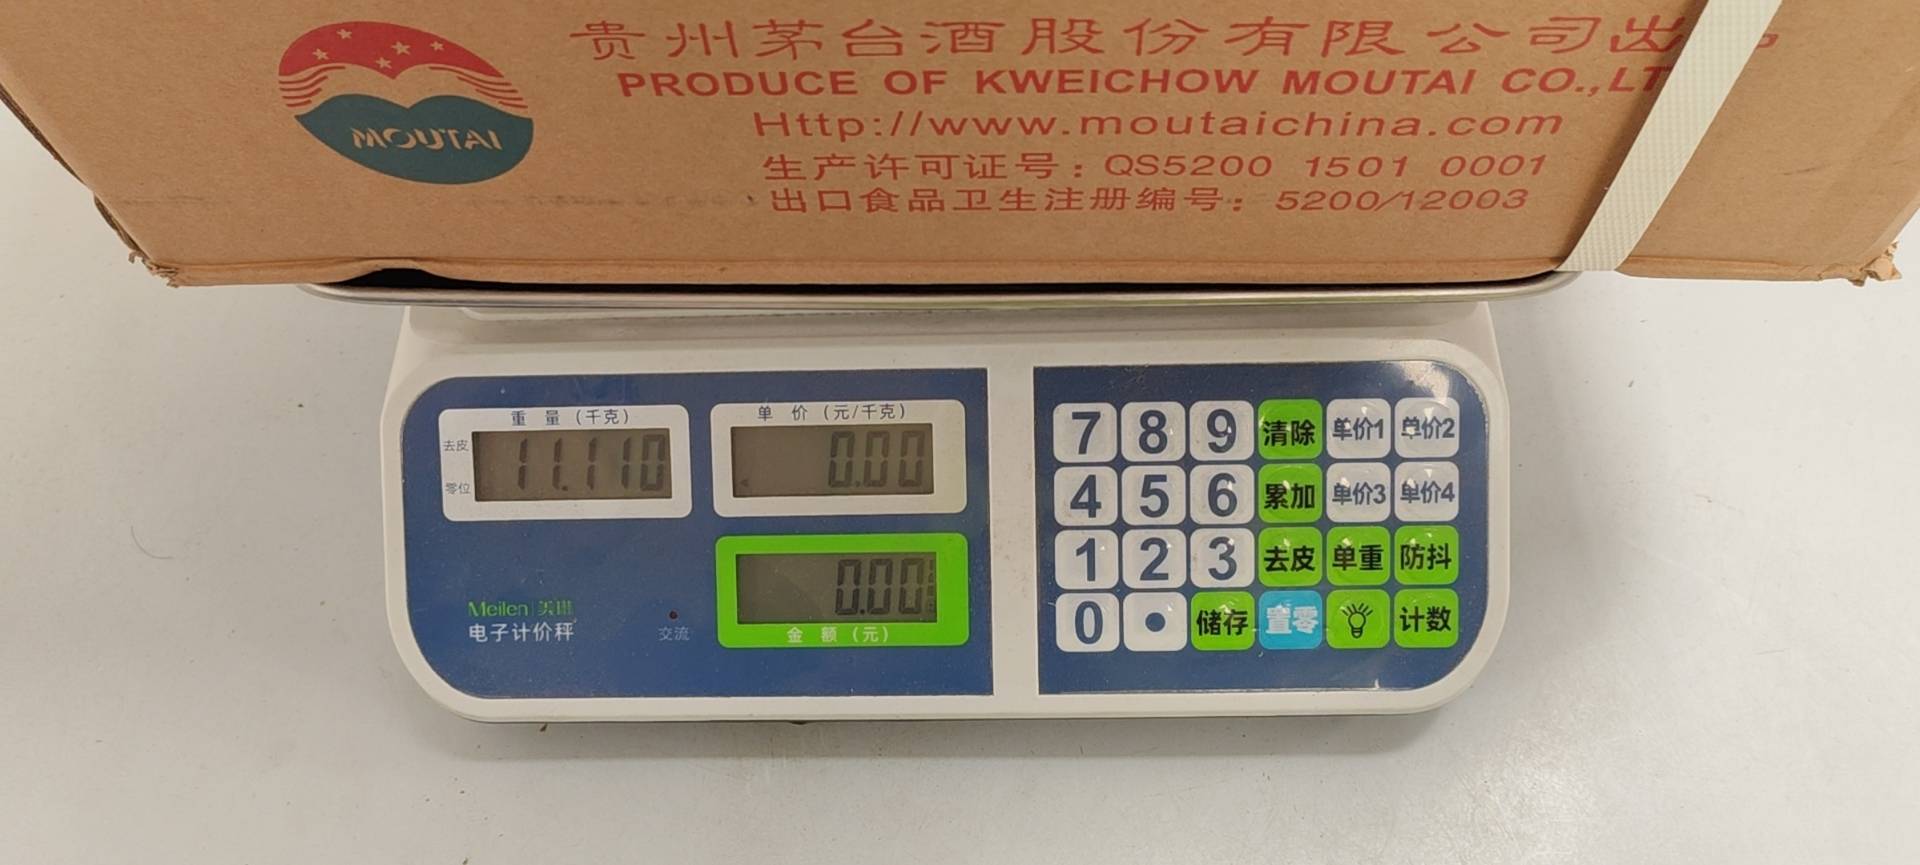 贵州茅台酒股份有限公司出
PRODUCE OF KWEICHOW MOUTAI CO.,LT
MOUTAI
Http://www.moutaichina.com
生产许可证号：QS5200 1501 0001
出口食品卫生注册编号：5200/12003
重量（千克）
去皮
零位
11.110
单价（元/千克）
0.00
0.00
金额（元）
Meilen
电子计价秤
交流
7 8 9 清除 单价1 单价2
4 5 6 累加 单价3 单价4
1 2 3 去皮 单重 防抖
0 . 储存 置零 计数